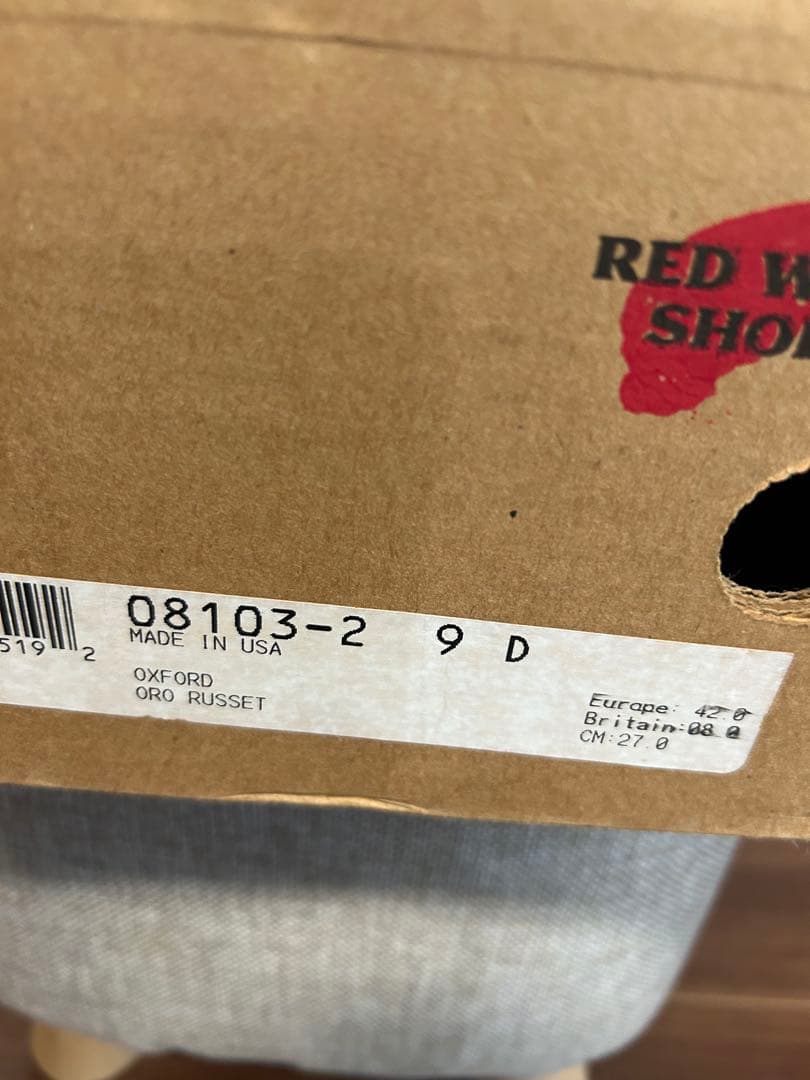 RED W
SHO
519 2
08103-2 9 D
MADE IN USA
OXFORD
ORO RUSSET
Europe: 42.0
Britain:08.0
CM:27.0